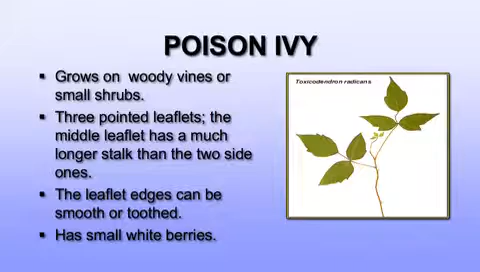 POISON IVY
Grows on woody vines or
small shrubs.
Three pointed leaflets; the
middle leaflet has a much
longer stalk than the two side
ones.
The leaflet edges can be
smooth or toothed.
Has small white berries.
Toxicodendron radicans